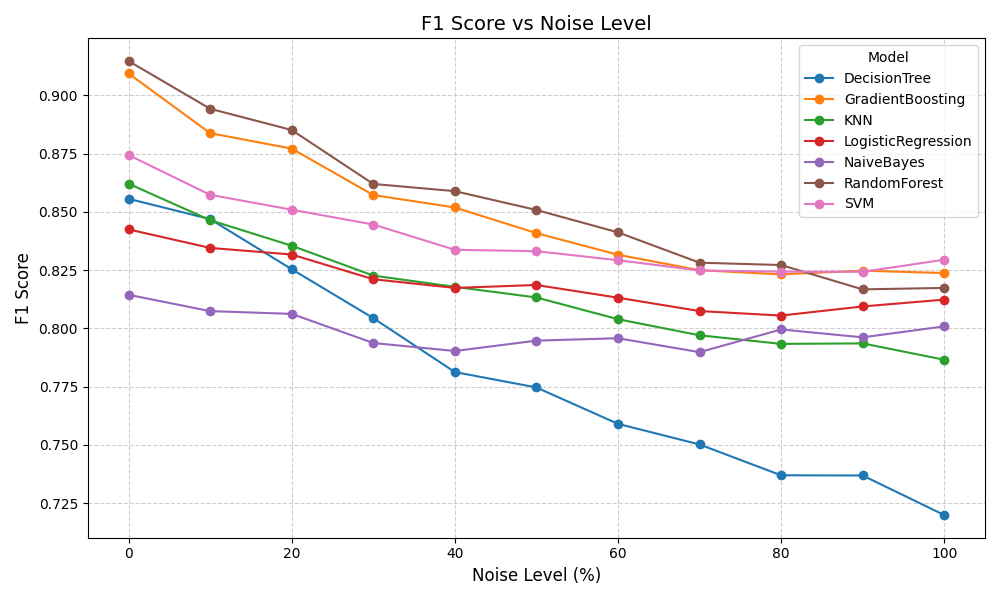 F1 Score vs Noise Level
Model
DecisionTree
GradientBoosting
KNN
LogisticRegression
NaiveBayes
RandomForest
SVM
F1 Score
0.900
0.875
0.850
0.825
0.800
0.775
0.750
0.725
0 20 40 60 80 100
Noise Level (%)